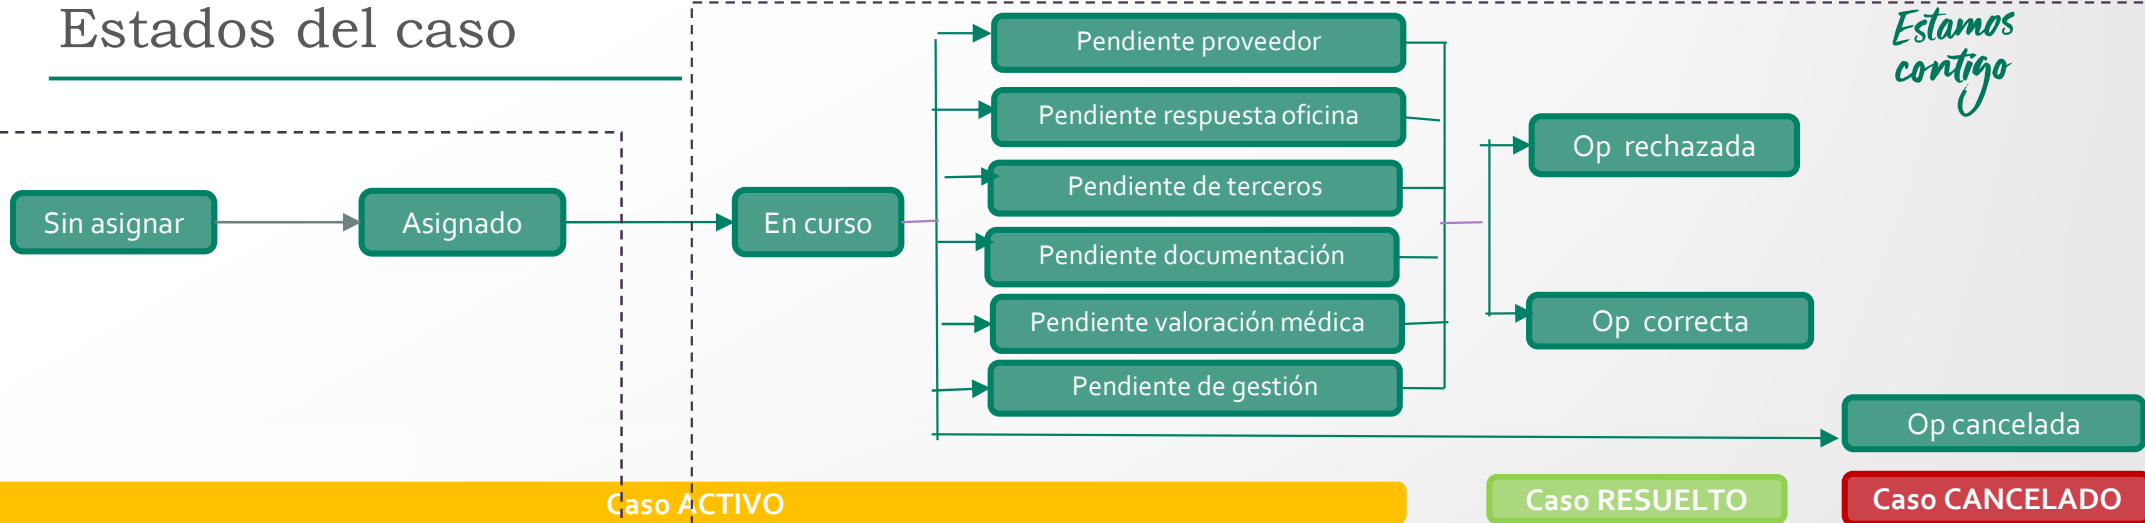 Estados del caso
Estamos
contigo
Pendiente proveedor
Pendiente respuesta oficina
Pendiente de terceros
Pendiente documentación
Pendiente valoración médica
Pendiente de gestión
Sin asignar
Asignado
En curso
Op rechazada
Op correcta
Op cancelada
Caso ACTIVO
Caso RESUELTO
Caso CANCELADO